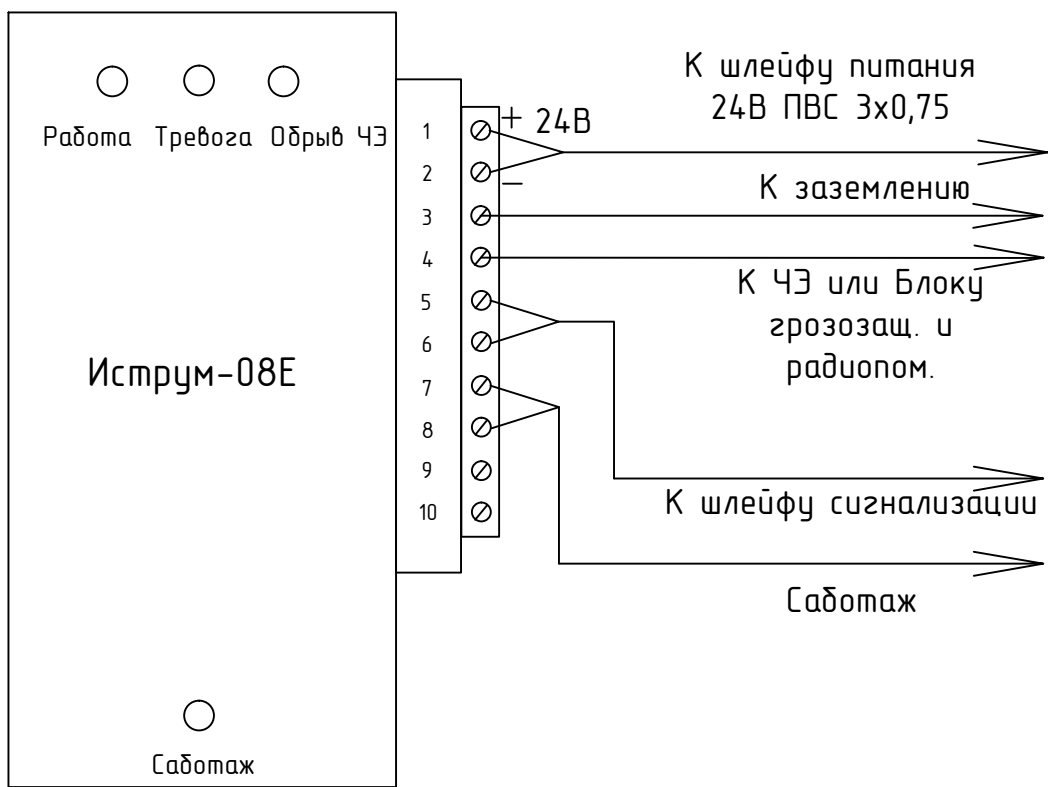 Работа Тревога Обрыв ЧЭ
Иструм-08Е
Саботаж
1
2
3
4
5
6
7
8
9
10
+ 24В
–
К шлейфу питания
24В ПВС 3х0,75
К заземлению
К ЧЭ или Блоку
грозозащ. и
радиопом.
К шлейфу сигнализации
Саботаж